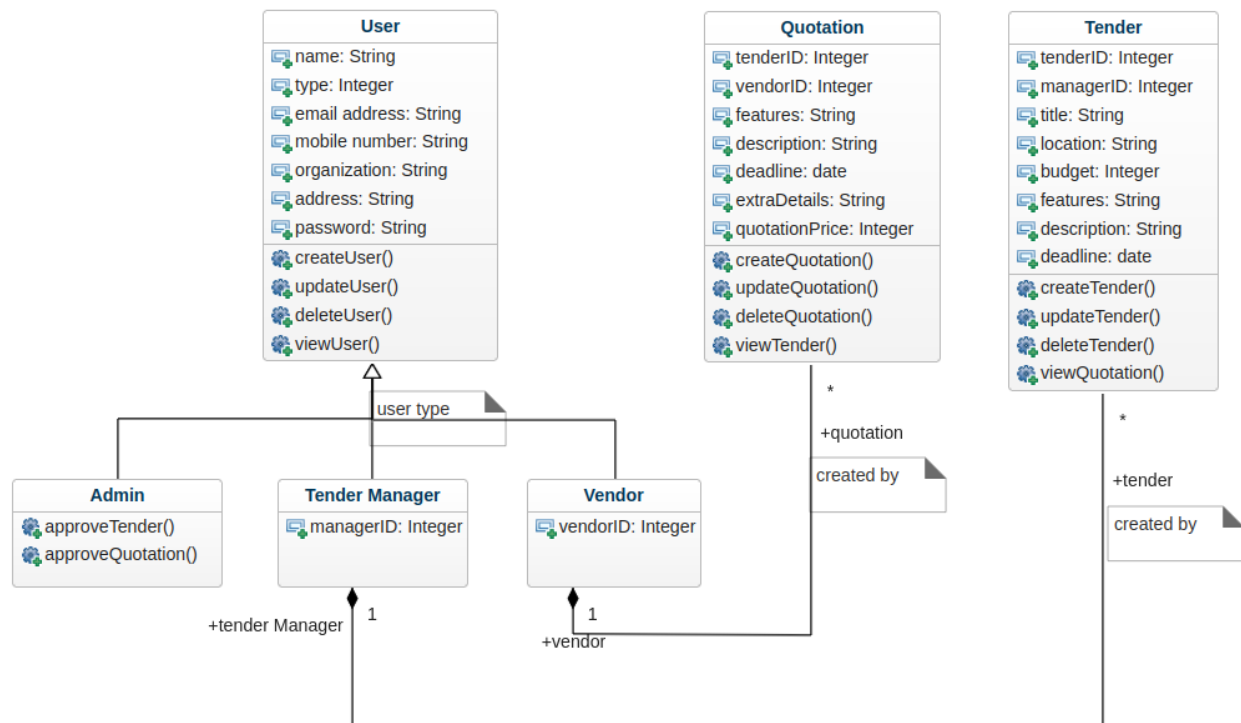 User
name: String
type: Integer
email address: String
mobile number: String
organization: String
address: String
password: String
createUser()
updateUser()
deleteUser()
viewUser()
Quotation
tenderID: Integer
vendorID: Integer
features: String
description: String
deadline: date
extraDetails: String
quotationPrice: Integer
createQuotation()
updateQuotation()
deleteQuotation()
viewTender()
Tender
tenderID: Integer
managerID: Integer
title: String
location: String
budget: Integer
features: String
description: String
deadline: date
createTender()
updateTender()
deleteTender()
viewQuotation()
user type
*
+quotation
created by
*
+tender
created by
Admin
approveTender()
approveQuotation()
Tender Manager
managerID: Integer
Vendor
vendorID: Integer
+tender Manager
1
1
+vendor